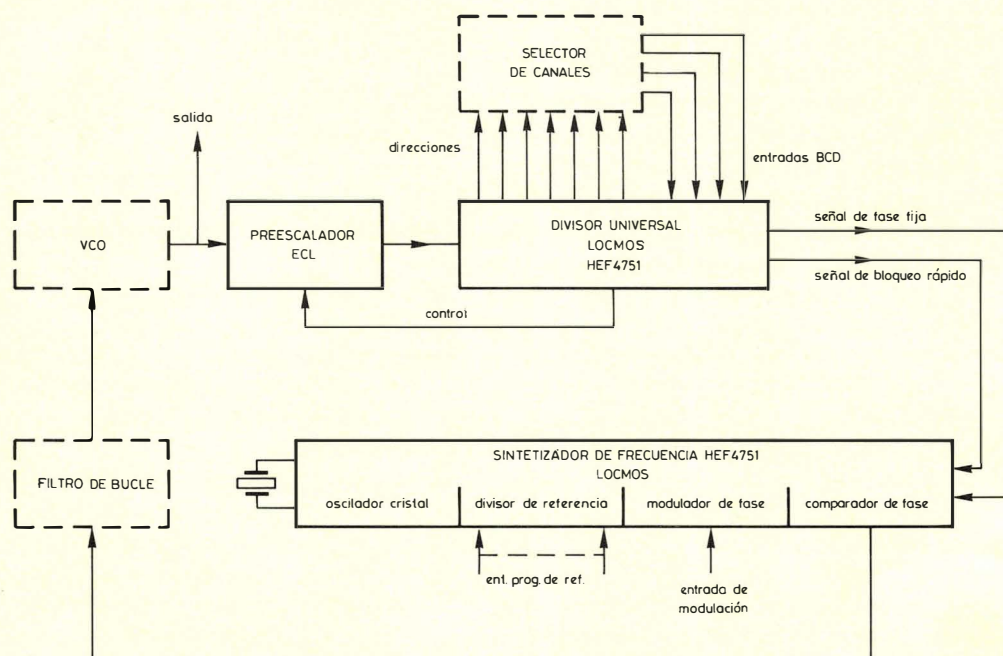 SELECTOR
DE CANALES
salida
direcciones
entradas BCD
VCO
PREESCALADOR
ECL
DIVISOR UNIVERSAL
LOCMOS
HEF4751
señal de fase fija
señal de bloqueo rápido
control
FILTRO DE BUCLE
SINTETIZADOR DE FRECUENCIA HEF4751
LOCMOS
oscilador cristal
divisor de referencia
modulador de fase
comparador de fase
ent. prog. de ref.
entrada de
modulación